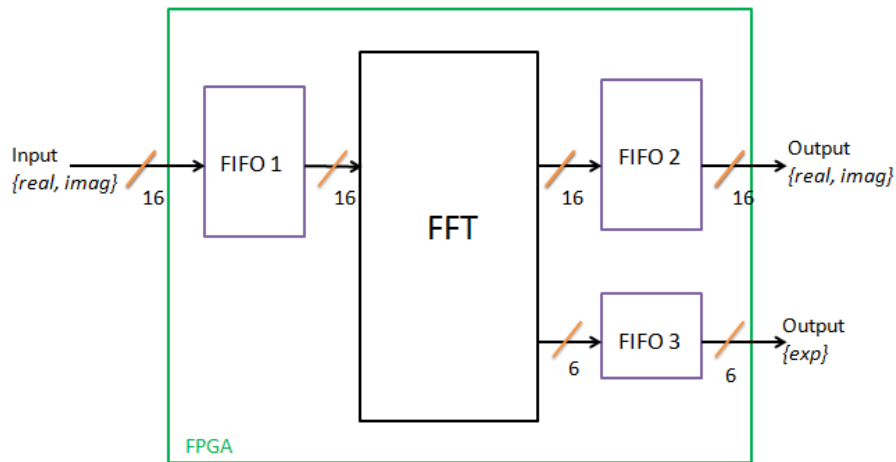 Input
{real, imag}
16
FIFO 1
16
FFT
16
FIFO 2
16
Output
{real, imag}
6
FIFO 3
6
Output
{exp}
FPGA